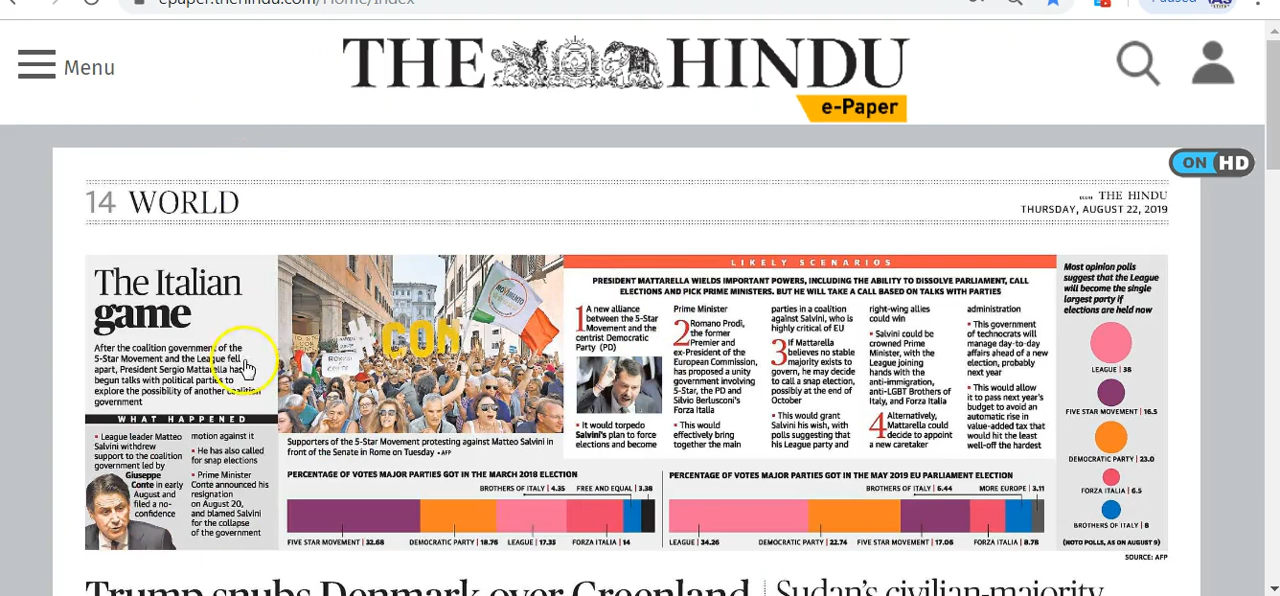 epaper.thehindu.com/Home/Index
Paused
Menu
THE HINDU
e-Paper
ON HD
14 WORLD
THE HINDU
THURSDAY, AUGUST 22, 2019
The Italian
game
After the coalition government of the
5-Star Movement and the League fell
apart, President Sergio Mattarella has
begun talks with political parties to
explore the possibility of another coalition
government
WHAT HAPPENED
League leader Matteo
Salvini withdrew
support to the coalition
government led by
Giuseppe
Conte in early
August and
filed a no-
confidence
motion against it
He has also called
for snap elections
Prime Minister
Conte announced his
resignation
on August 20,
and blamed Salvini
for the collapse
of the government
COM
Supporters of the 5-Star Movement protesting against Matteo Salvini in
front of the Senate in Rome on Tuesday • AFP
LIKELY SCENARIOS
PRESIDENT MATTARELLA WIELDS IMPORTANT POWERS, INCLUDING THE ABILITY TO DISSOLVE PARLIAMENT, CALL
ELECTIONS AND PICK PRIME MINISTERS. BUT HE WILL TAKE A CALL BASED ON TALKS WITH PARTIES
1 A new alliance
between the 5-Star
Movement and the
centrist Democratic
Party (PD)
It would torpedo
Salvini's plan to force
elections and become
Prime Minister
2 Romano Prodi,
the former
Premier and
ex-President of the
European Commission,
has proposed a unity
government involving
5-Star, the PD and
Silvio Berlusconi's
Forza Italia
This would
effectively bring
together the main
parties in a coalition
against Salvini, who is
highly critical of EU
3 If Mattarella
believes no stable
majority exists to
govern, he may decide
to call a snap election,
possibly at the end of
October
This would grant
Salvini his wish, with
polls suggesting that
his League party and
right-wing allies
could win
Salvini could be
crowned Prime
Minister, with the
League joining
hands with the
anti-immigration,
anti-LGBT Brothers of
Italy, and Forza Italia
4 Alternatively,
Mattarella could
decide to appoint
a new caretaker
administration
This government
of technocrats will
manage day-to-day
affairs ahead of a new
election, probably
next year
This would allow
it to pass next year's
budget to avoid an
automatic rise in
value-added tax that
would hit the least
well-off the hardest
Most opinion polls
suggest that the League
will become the single
largest party if
elections are held now
LEAGUE | 38
FIVE STAR MOVEMENT | 16.5
DEMOCRATIC PARTY | 23.0
FORZA ITALIA | 6.5
BROTHERS OF ITALY | 8
(NOTO POLLS, AS ON AUGUST 9)
PERCENTAGE OF VOTES MAJOR PARTIES GOT IN THE MARCH 2018 ELECTION
BROTHERS OF ITALY | 4.35 FREE AND EQUAL | 3.38
FIVE STAR MOVEMENT | 32.68 DEMOCRATIC PARTY | 18.76 LEAGUE | 17.35 FORZA ITALIA | 14
PERCENTAGE OF VOTES MAJOR PARTIES GOT IN THE MAY 2019 EU PARLIAMENT ELECTION
BROTHERS OF ITALY | 6.44 MORE EUROPE | 3.11
LEAGUE | 34.26 DEMOCRATIC PARTY | 22.74 FIVE STAR MOVEMENT | 17.06 FORZA ITALIA | 8.78
SOURCE: AFP
Trump snubs Denmark over Greenland
Sudan's civilian-majority